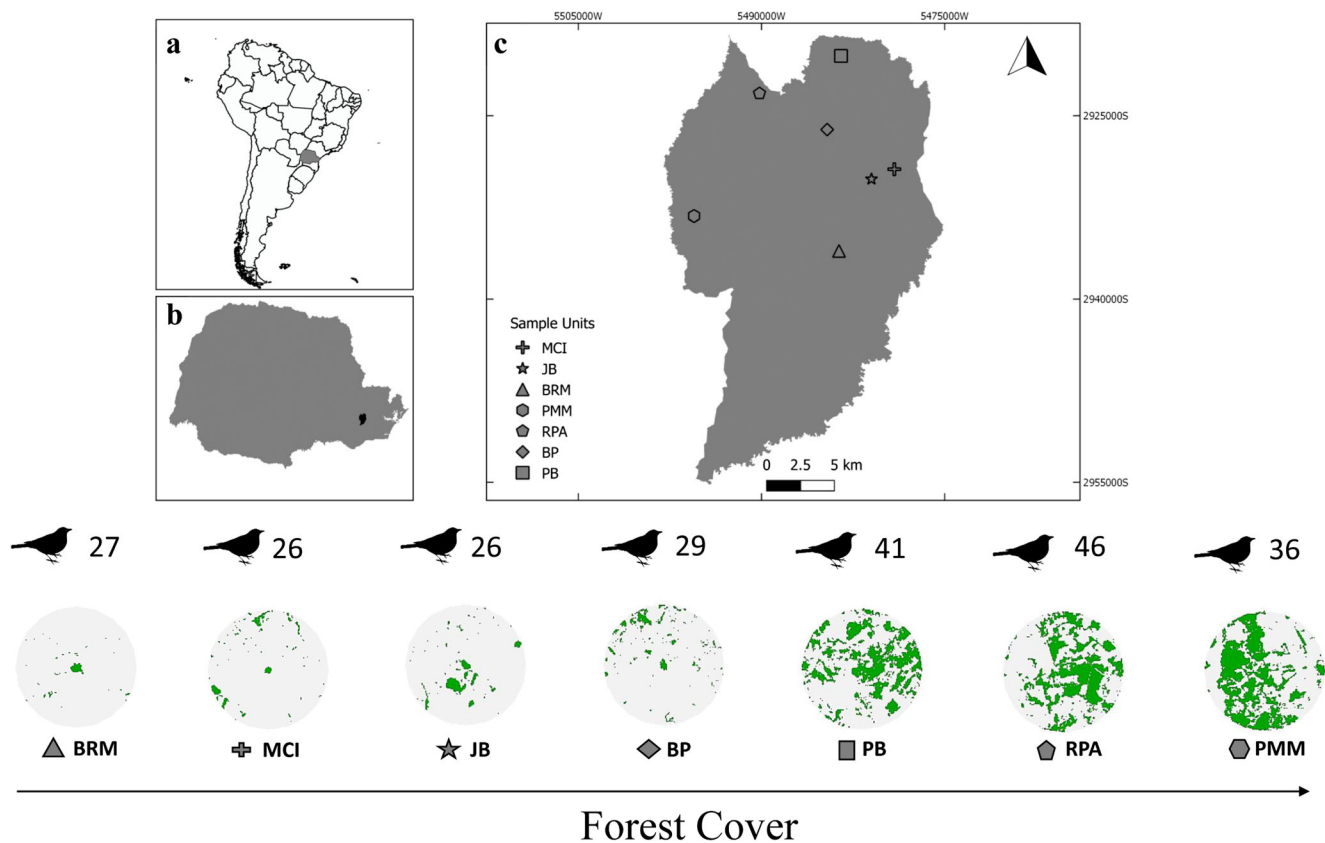 5505000W 5490000W 5475000W
a
c
2925000S
b
2940000S
Sample Units
MCI
JB
BRM
PMM
RPA
BP
PB
0 2.5 5 km
2955000S
27 26 26 29 41 46 36
BRM MCI JB BP PB RPA PMM
Forest Cover